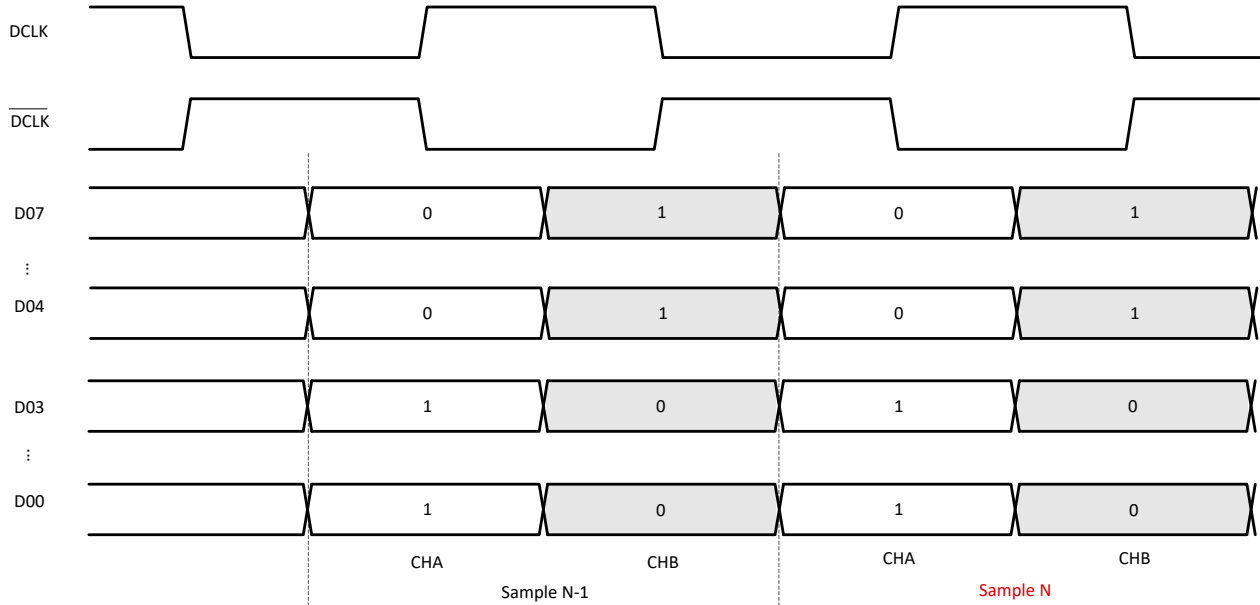 DCLK
DCLK
D07 0 1 0 1
⋮
D04 0 1 0 1
D03 1 0 1 0
⋮
D00 1 0 1 0
CHA CHB CHA CHB
Sample N-1 Sample N